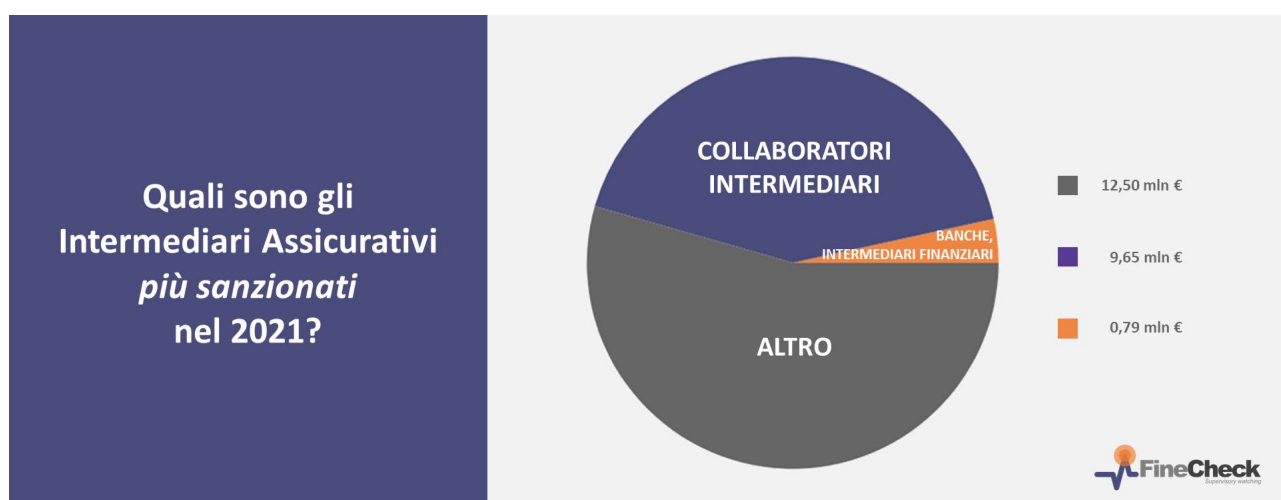 Quali sono gli
Intermediari Assicurativi
più sanzionati
nel 2021?
COLLABORATORI
INTERMEDIARI
BANCHE,
INTERMEDIARI FINANZIARI
ALTRO
12,50 mln €
9,65 mln €
0,79 mln €
FineCheck
Supervisory watching